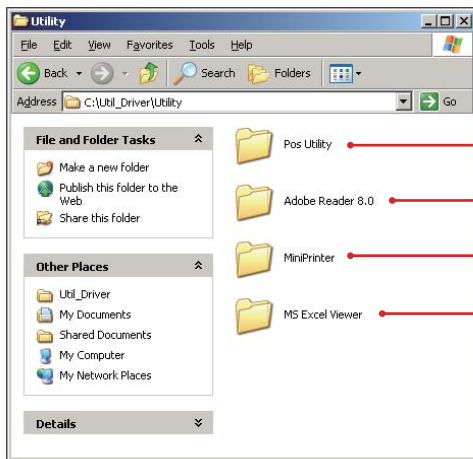 Utility
File Edit View Favorites Tools Help
Back Search Folders
Address C:\Util_Driver\Utility Go
File and Folder Tasks
Make a new folder
Publish this folder to the
Web
Share this folder
Other Places
Util_Driver
My Documents
Shared Documents
My Computer
My Network Places
Details
Pos Utility
Adobe Reader 8.0
MiniPrinter
MS Excel Viewer